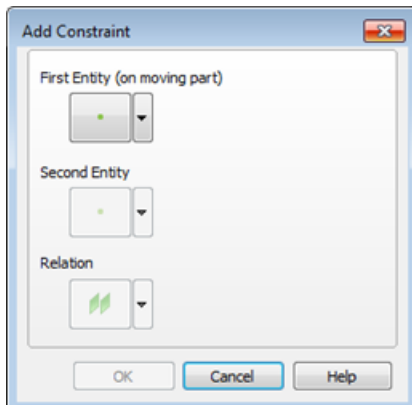 Add Constraint
First Entity (on moving part)
Second Entity
Relation
OK
Cancel
Help